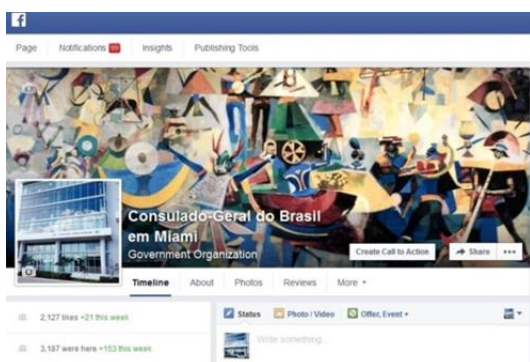 f
Page Notifications 99 Insights Publishing Tools
Consulado-Geral do Brasil
em Miami
Government Organization
Create Call to Action Share
Timeline About Photos Reviews More
2,127 likes +21 this week
Status Photo / Video Offer, Event +
3,187 were here +153 this week
Write something...